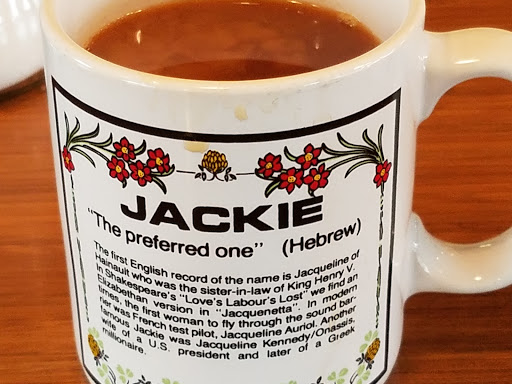 JACKIE
"The preferred one" (Hebrew)
The first English record of the name is Jacqueline of
Hainault who was the sister-in-law of King Henry V.
In Shakespeare's "Love's Labour's Lost" we find an
Elizabethan version in "Jacquenetta". In modern
times, the first woman to fly through the sound bar-
rier was French test pilot, Jacqueline Auriol. Another
famous Jackie was Jacqueline Kennedy/Onassis,
wife of a U.S. president and later of a Greek
millionaire.